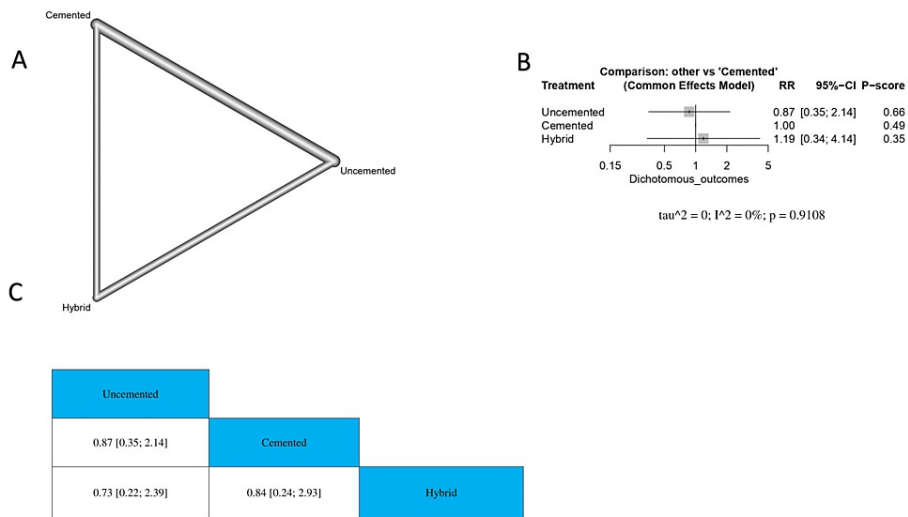 A
Cemented
Uncemented
Hybrid
B
Comparison: other vs 'Cemented'
Treatment (Common Effects Model) RR 95%−CI P−score
Uncemented 0.87 [0.35; 2.14] 0.66
Cemented 1.00 0.49
Hybrid 1.19 [0.34; 4.14] 0.35
0.15 0.5 1 2 5
Dichotomous_outcomes
tau^2 = 0; I^2 = 0%; p = 0.9108
C
Uncemented
0.87 [0.35; 2.14] Cemented
0.73 [0.22; 2.39] 0.84 [0.24; 2.93] Hybrid